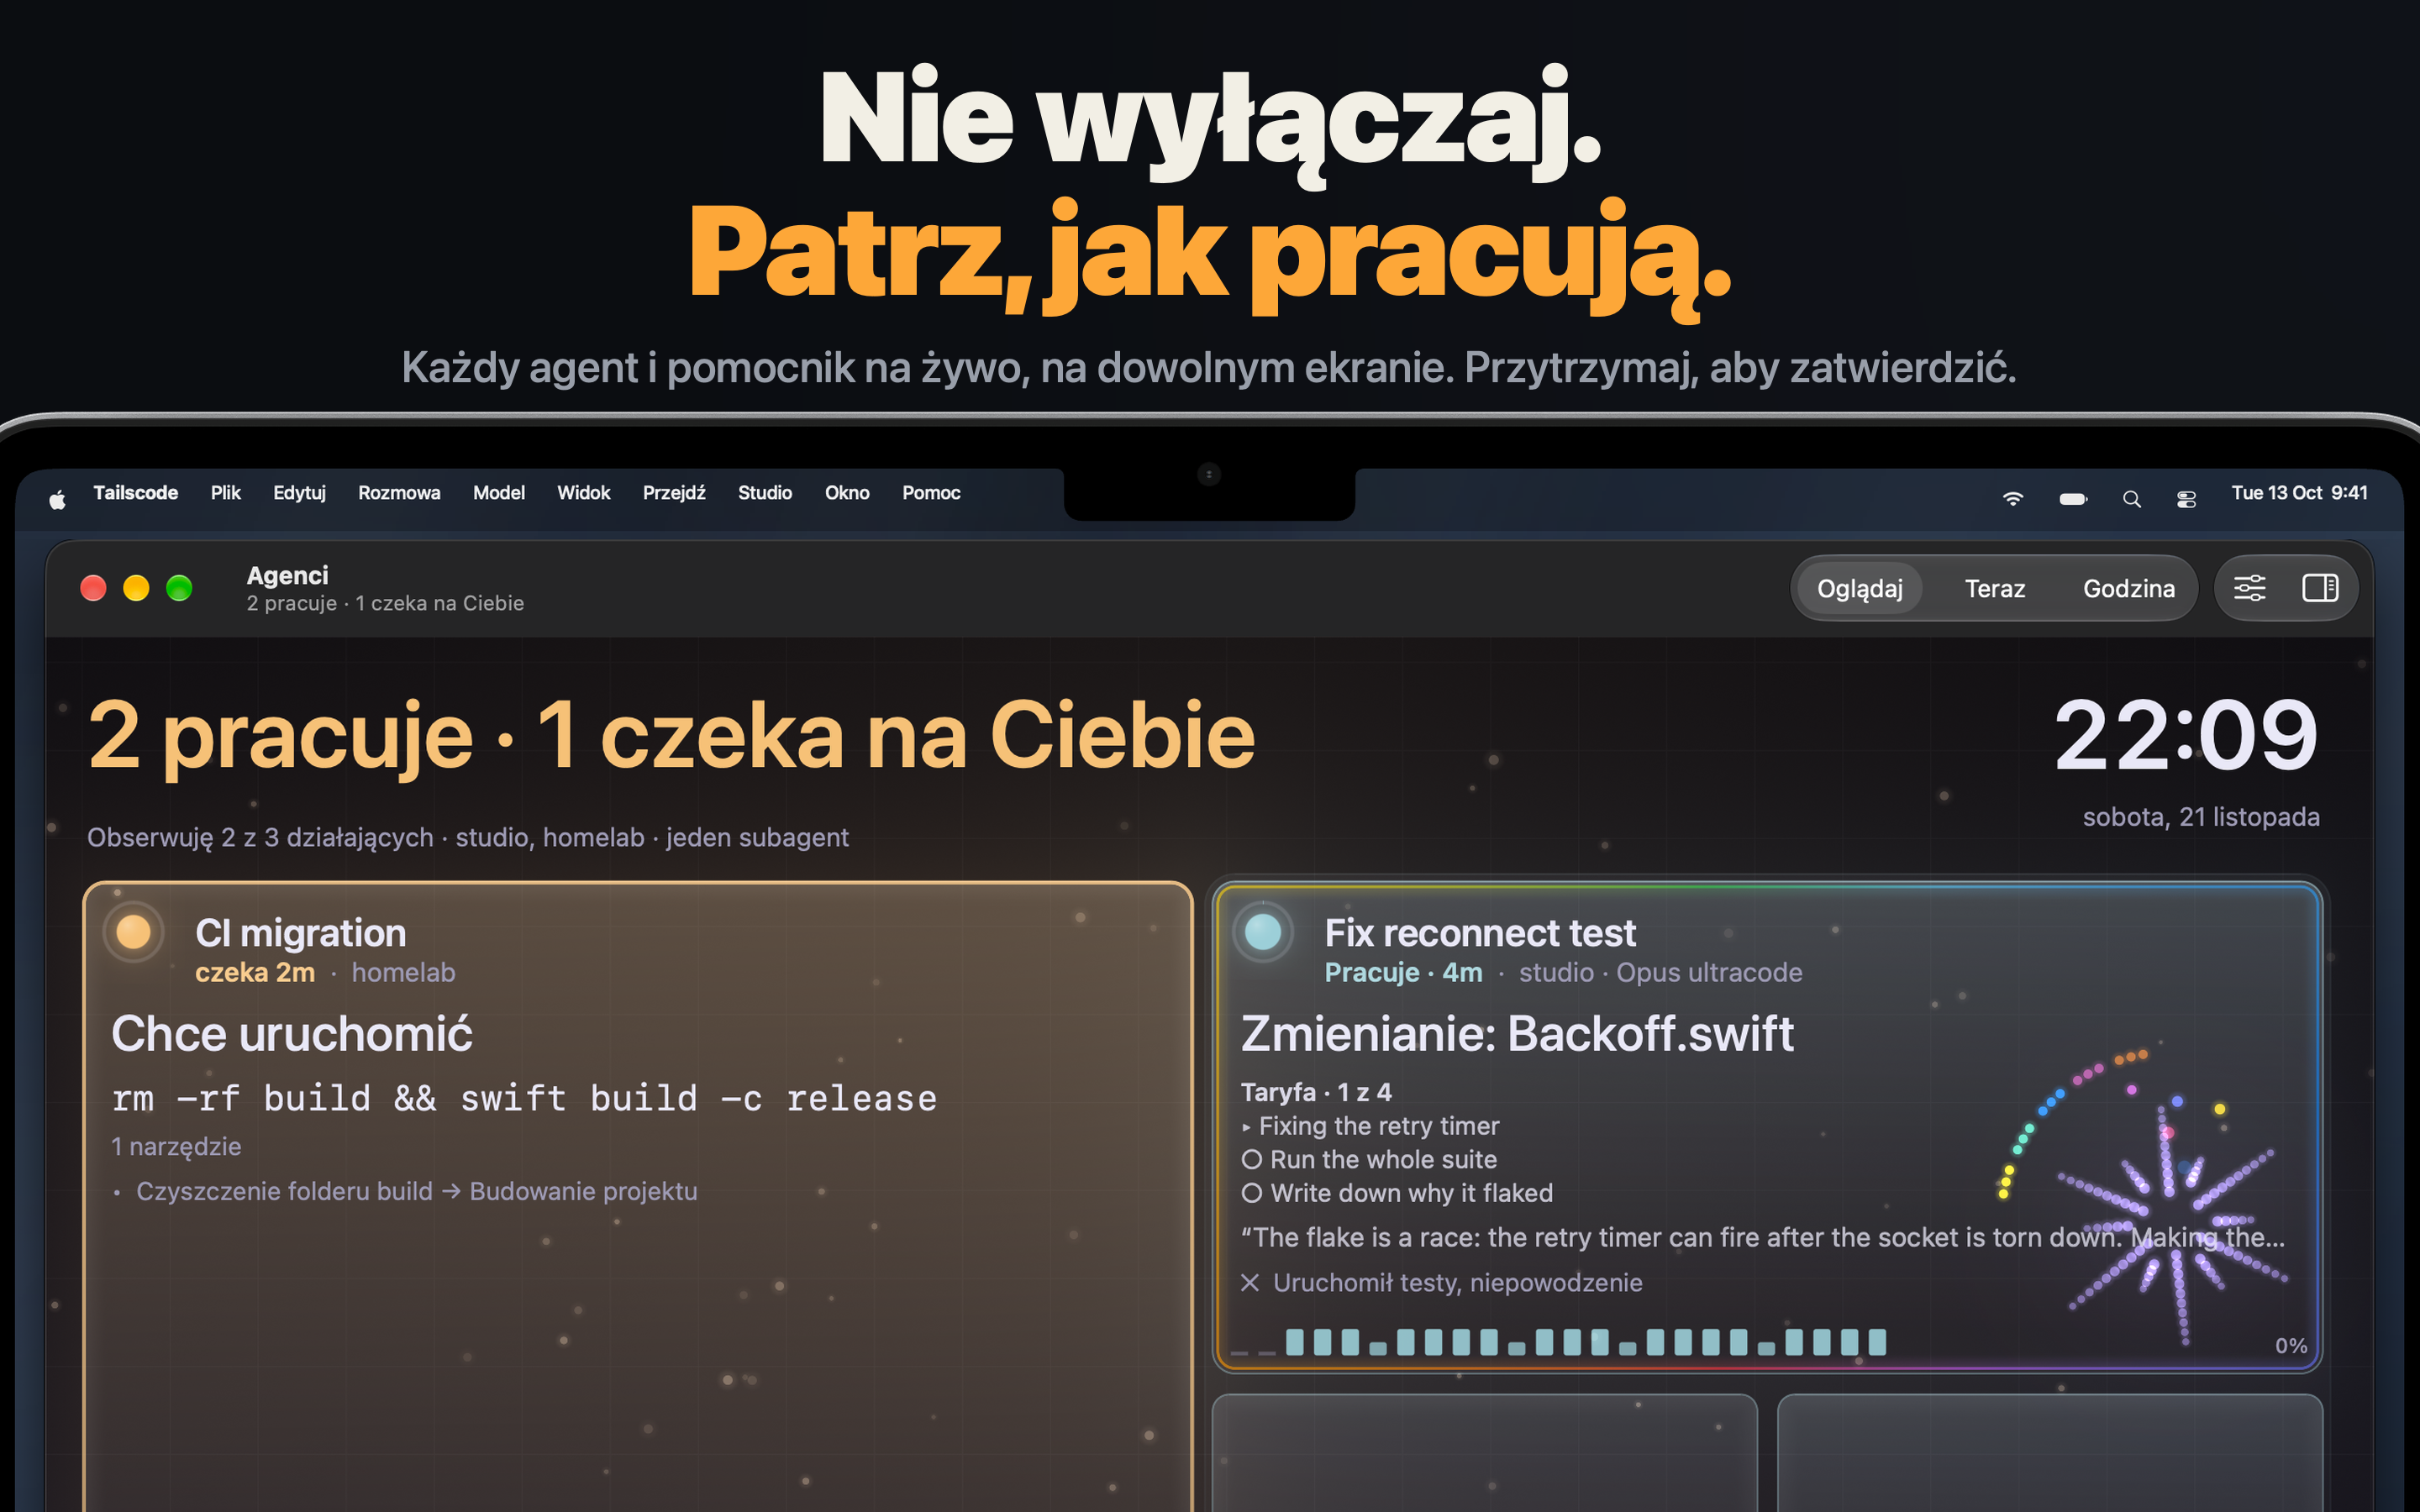 Nie wyłączaj.
Patrz, jak pracują.
Każdy agent i pomocnik na żywo, na dowolnym ekranie. Przytrzymaj, aby zatwierdzić.
Tailscode Plik Edytuj Rozmowa Model Widok Przejdź Studio Okno Pomoc
Tue 13 Oct 9:41
Agenci
2 pracuje · 1 czeka na Ciebie
Oglądaj Teraz Godzina
2 pracuje · 1 czeka na Ciebie
22:09
sobota, 21 listopada
Obserwuję 2 z 3 działających · studio, homelab · jeden subagent
CI migration
czeka 2m · homelab
Chce uruchomić
rm –rf build && swift build –c release
1 narzędzie
• Czyszczenie folderu build → Budowanie projektu
Fix reconnect test
Pracuje · 4m · studio · Opus ultracode
Zmienianie: Backoff.swift
Taryfa · 1 z 4
▸ Fixing the retry timer
○ Run the whole suite
○ Write down why it flaked
“The flake is a race: the retry timer can fire after the socket is torn down. Making the…
× Uruchomił testy, niepowodzenie
0%